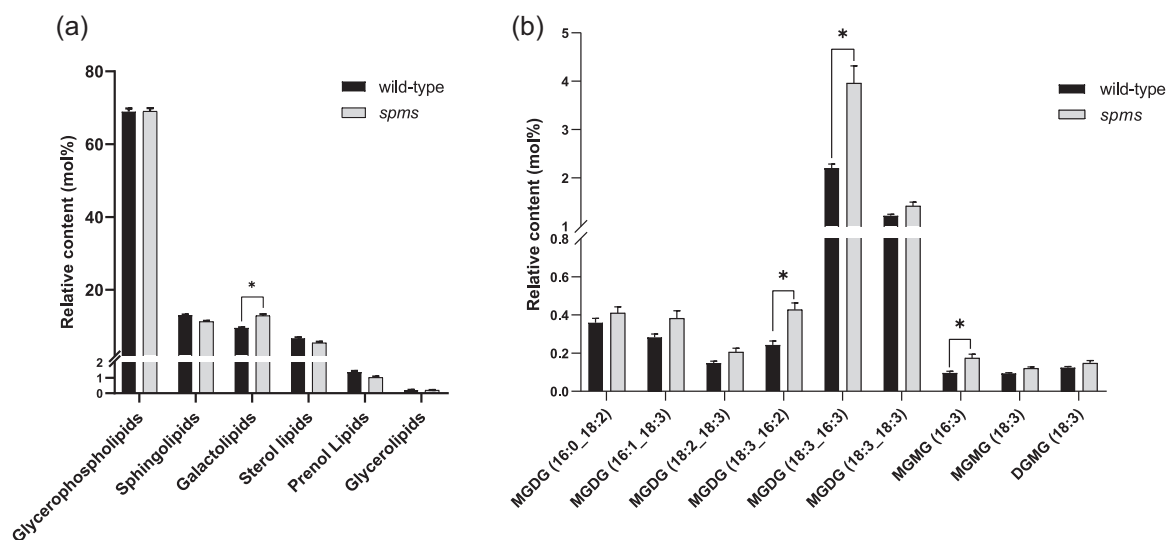 (a)
Relative content (mol%)
80
60
40
20
2
1
0
wild-type
spms
*
Glycerophospholipids
Sphingolipids
Galactolipids
Sterol lipids
Prenol Lipids
Glycerolipids
(b)
Relative content (mol%)
5
4
3
2
1
0.8
0.6
0.4
0.2
0.0
wild-type
spms
*
*
*
MGDG (16:0_18:2)
MGDG (16:1_18:3)
MGDG (18:2_18:3)
MGDG (18:3_16:2)
MGDG (18:3_16:3)
MGDG (18:3_18:3)
MGMG (16:3)
MGMG (18:3)
DGMG (18:3)